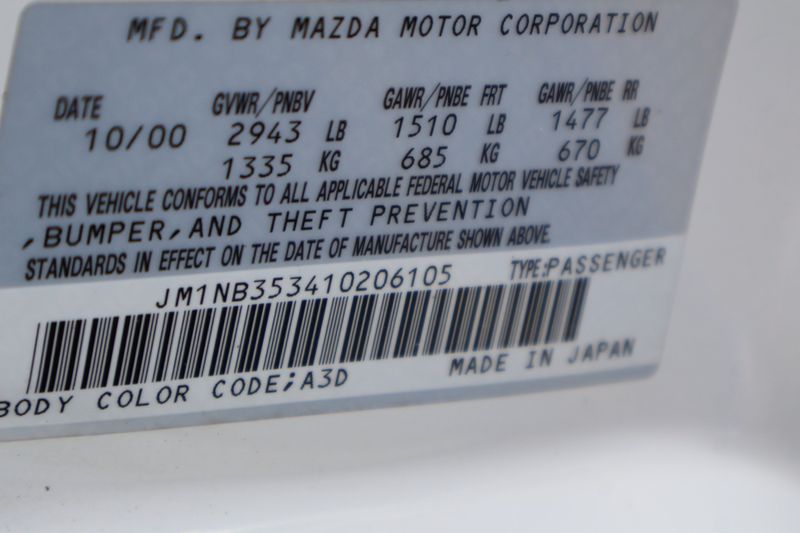 MFD. BY MAZDA MOTOR CORPORATION
DATE GVWR/PNBV GAWR/PNBE FRT GAWR/PNBE RR
10/00 2943 LB 1510 LB 1477 LB
1335 KG 685 KG 670 KG
THIS VEHICLE CONFORMS TO ALL APPLICABLE FEDERAL MOTOR VEHICLE SAFETY
,BUMPER,AND THEFT PREVENTION
STANDARDS IN EFFECT ON THE DATE OF MANUFACTURE SHOWN ABOVE.
JM1NB353410206105 TYPE:PASSENGER
BODY COLOR CODE;A3D MADE IN JAPAN